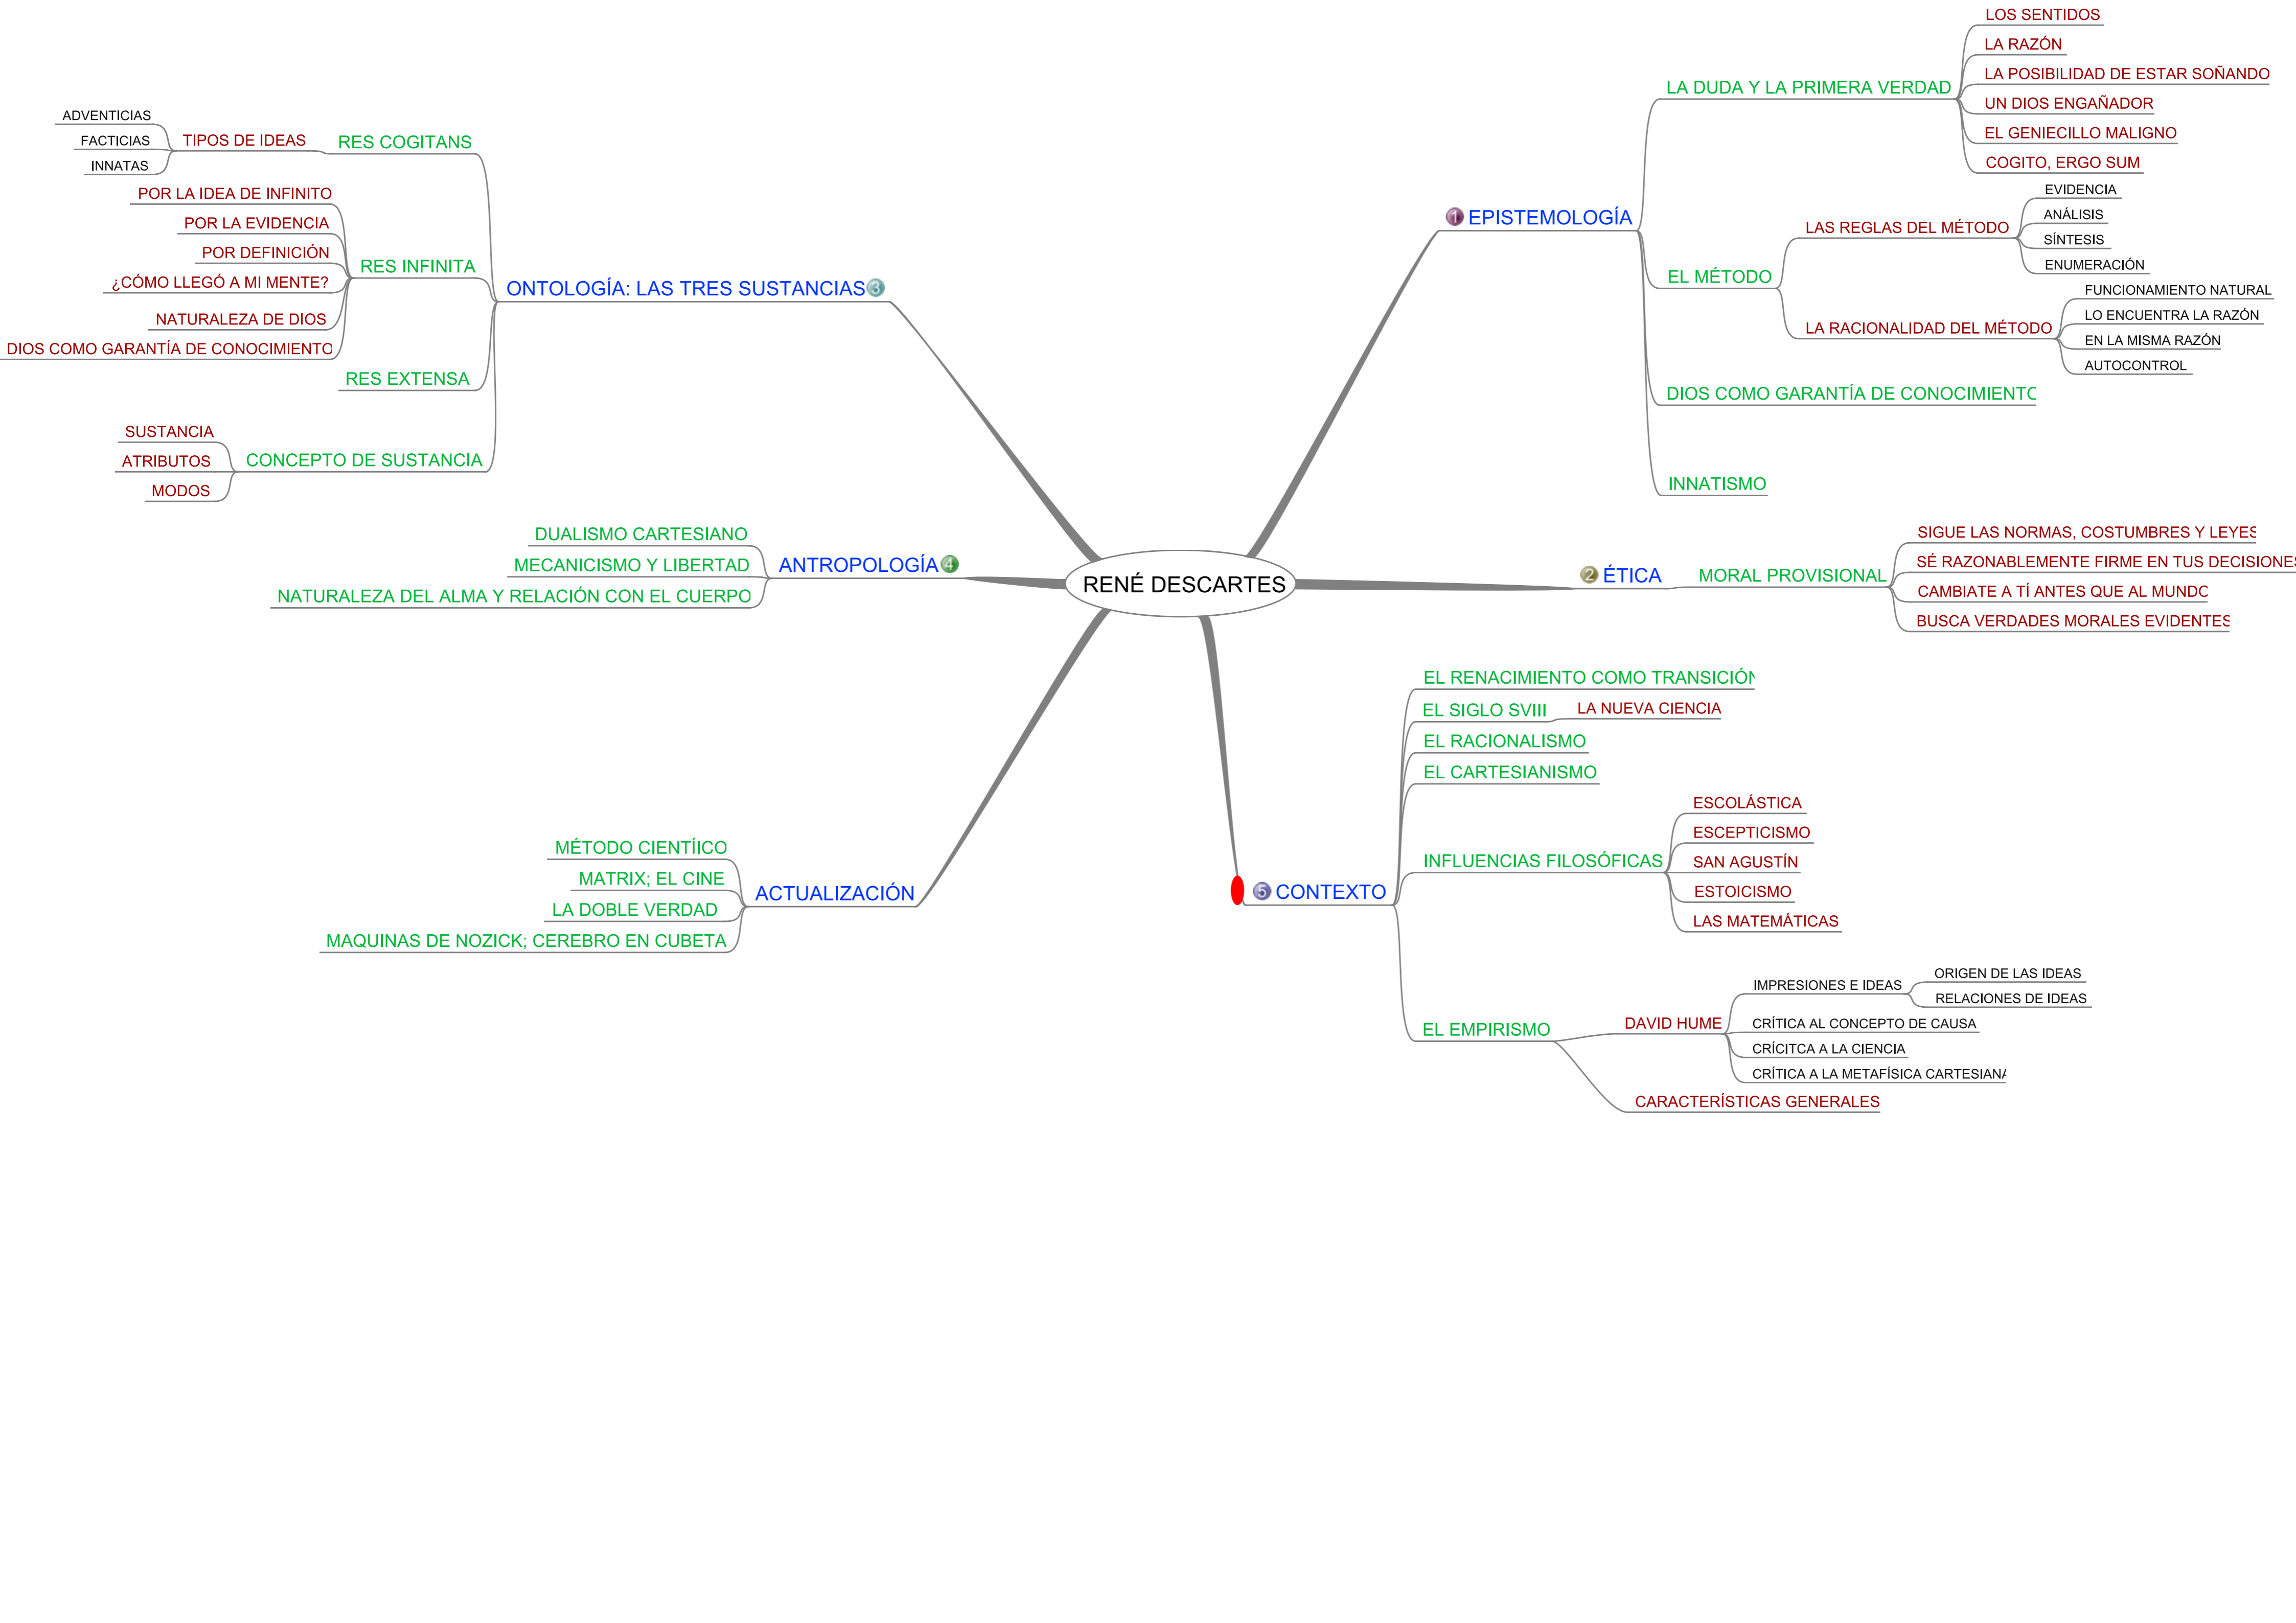 RENÉ DESCARTES
1 EPISTEMOLOGÍA
LA DUDA Y LA PRIMERA VERDAD
LOS SENTIDOS
LA RAZÓN
LA POSIBILIDAD DE ESTAR SOÑANDO
UN DIOS ENGAÑADOR
EL GENIECILLO MALIGNO
COGITO, ERGO SUM
EL MÉTODO
LAS REGLAS DEL MÉTODO
EVIDENCIA
ANÁLISIS
SÍNTESIS
ENUMERACIÓN
LA RACIONALIDAD DEL MÉTODO
FUNCIONAMIENTO NATURAL
LO ENCUENTRA LA RAZÓN
EN LA MISMA RAZÓN
AUTOCONTROL
DIOS COMO GARANTÍA DE CONOCIMIENTO
INNATISMO
2 ÉTICA
MORAL PROVISIONAL
SIGUE LAS NORMAS, COSTUMBRES Y LEYES
SÉ RAZONABLEMENTE FIRME EN TUS DECISIONES
CAMBIATE A TÍ ANTES QUE AL MUNDO
BUSCA VERDADES MORALES EVIDENTES
ONTOLOGÍA: LAS TRES SUSTANCIAS 3
RES COGITANS
TIPOS DE IDEAS
ADVENTICIAS
FACTICIAS
INNATAS
RES INFINITA
POR LA IDEA DE INFINITO
POR LA EVIDENCIA
POR DEFINICIÓN
¿CÓMO LLEGÓ A MI MENTE?
NATURALEZA DE DIOS
DIOS COMO GARANTÍA DE CONOCIMIENTO
RES EXTENSA
CONCEPTO DE SUSTANCIA
SUSTANCIA
ATRIBUTOS
MODOS
ANTROPOLOGÍA 4
DUALISMO CARTESIANO
MECANICISMO Y LIBERTAD
NATURALEZA DEL ALMA Y RELACIÓN CON EL CUERPO
5 CONTEXTO
EL RENACIMIENTO COMO TRANSICIÓN
EL SIGLO SVIII
LA NUEVA CIENCIA
EL RACIONALISMO
EL CARTESIANISMO
INFLUENCIAS FILOSÓFICAS
ESCOLÁSTICA
ESCEPTICISMO
SAN AGUSTÍN
ESTOICISMO
LAS MATEMÁTICAS
EL EMPIRISMO
DAVID HUME
IMPRESIONES E IDEAS
ORIGEN DE LAS IDEAS
RELACIONES DE IDEAS
CRÍTICA AL CONCEPTO DE CAUSA
CRÍCITCA A LA CIENCIA
CRÍTICA A LA METAFÍSICA CARTESIANA
CARACTERÍSTICAS GENERALES
ACTUALIZACIÓN
MÉTODO CIENTÍICO
MATRIX; EL CINE
LA DOBLE VERDAD
MAQUINAS DE NOZICK; CEREBRO EN CUBETA